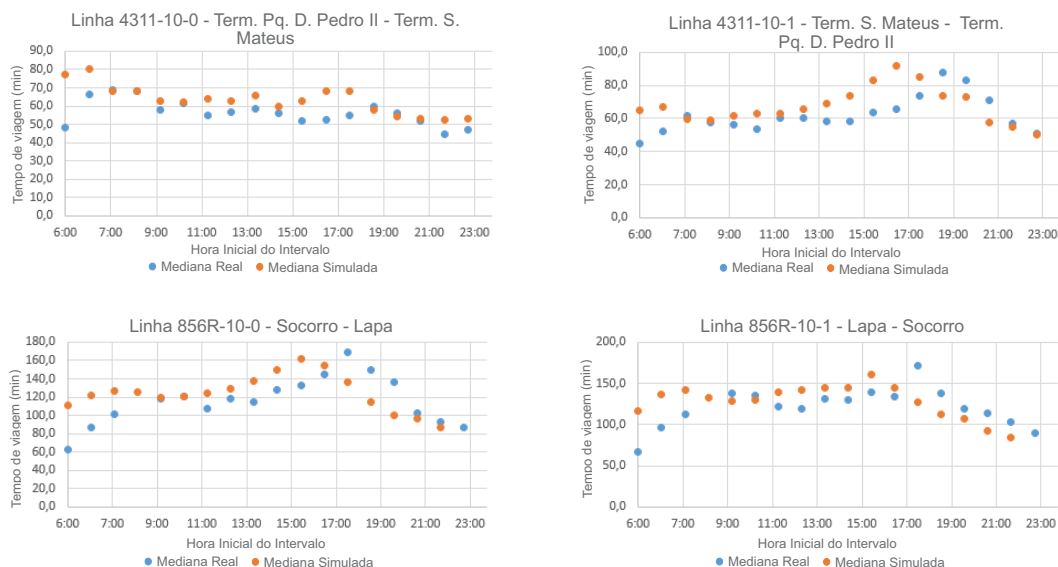 Linha 4311-10-0 - Term. Pq. D. Pedro II - Term. S.
Mateus
Tempo de viagem (min)
90,0
80,0
70,0
60,0
50,0
40,0
30,0
20,0
10,0
0,0
6:00 7:00 9:00 11:00 13:00 15:00 17:00 19:00 21:00 23:00
Hora Inicial do Intervalo
Mediana Real Mediana Simulada
Linha 4311-10-1 - Term. S. Mateus - Term.
Pq. D. Pedro II
Tempo de viagem (min)
100,0
80,0
60,0
40,0
20,0
0,0
6:00 7:00 9:00 11:00 13:00 15:00 17:00 19:00 21:00 23:00
Hora Inicial do Intervalo
Mediana Real Mediana Simulada
Linha 856R-10-0 - Socorro - Lapa
Tempo de viagem (min)
180,0
160,0
140,0
120,0
100,0
80,0
60,0
40,0
20,0
0,0
6:00 7:00 9:00 11:00 13:00 15:00 17:00 19:00 21:00 23:00
Hora Inicial do Intervalo
Mediana Real Mediana Simulada
Linha 856R-10-1 - Lapa - Socorro
Tempo de viagem (min)
200,0
150,0
100,0
50,0
0,0
6:00 7:00 9:00 11:00 13:00 15:00 17:00 19:00 21:00 23:00
Hora Inicial do Intervalo
Mediana Real Mediana Simulada